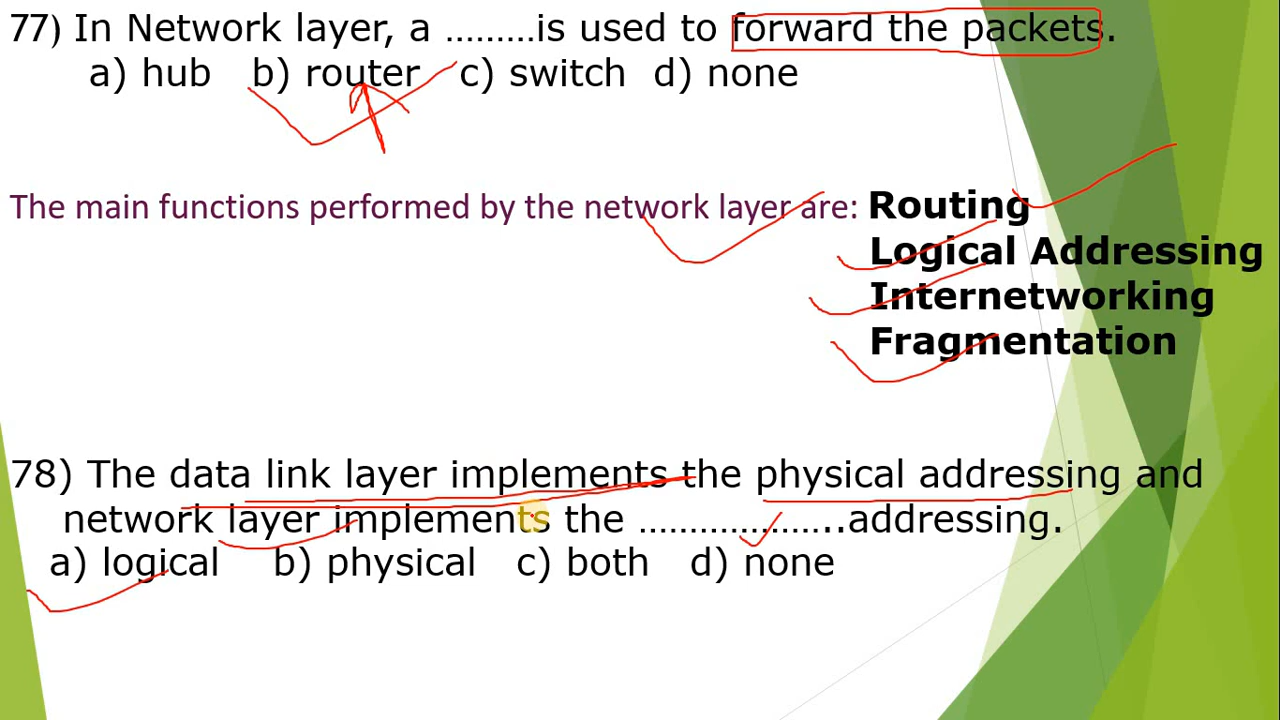 77) In Network layer, a .........is used to forward the packets.
a) hub b) router c) switch d) none
The main functions performed by the network layer are: Routing
Logical Addressing
Internetworking
Fragmentation
78) The data link layer implements the physical addressing and
network layer implements the .....................addressing.
a) logical b) physical c) both d) none